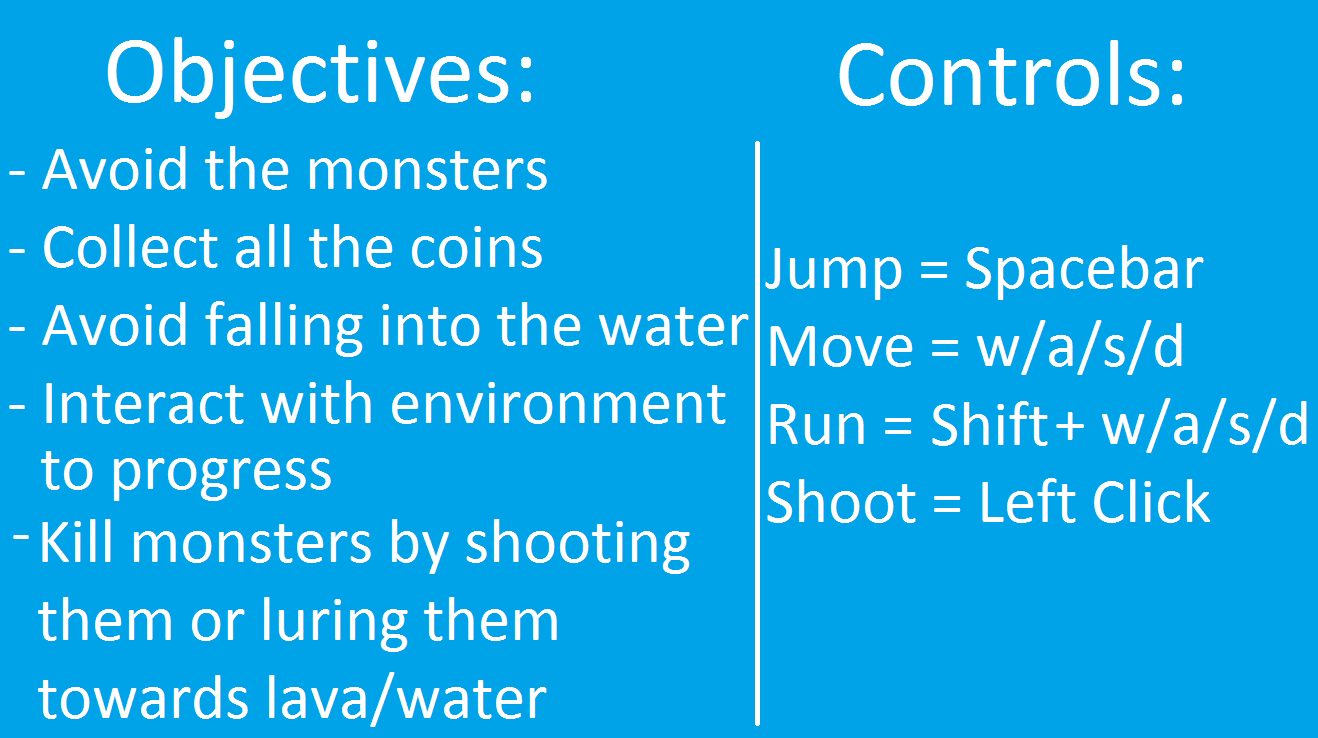 Objectives:
- Avoid the monsters
- Collect all the coins
- Avoid falling into the water
- Interact with environment
to progress
- Kill monsters by shooting
them or luring them
towards lava/water
Controls:
Jump = Spacebar
Move = w/a/s/d
Run = Shift + w/a/s/d
Shoot = Left Click